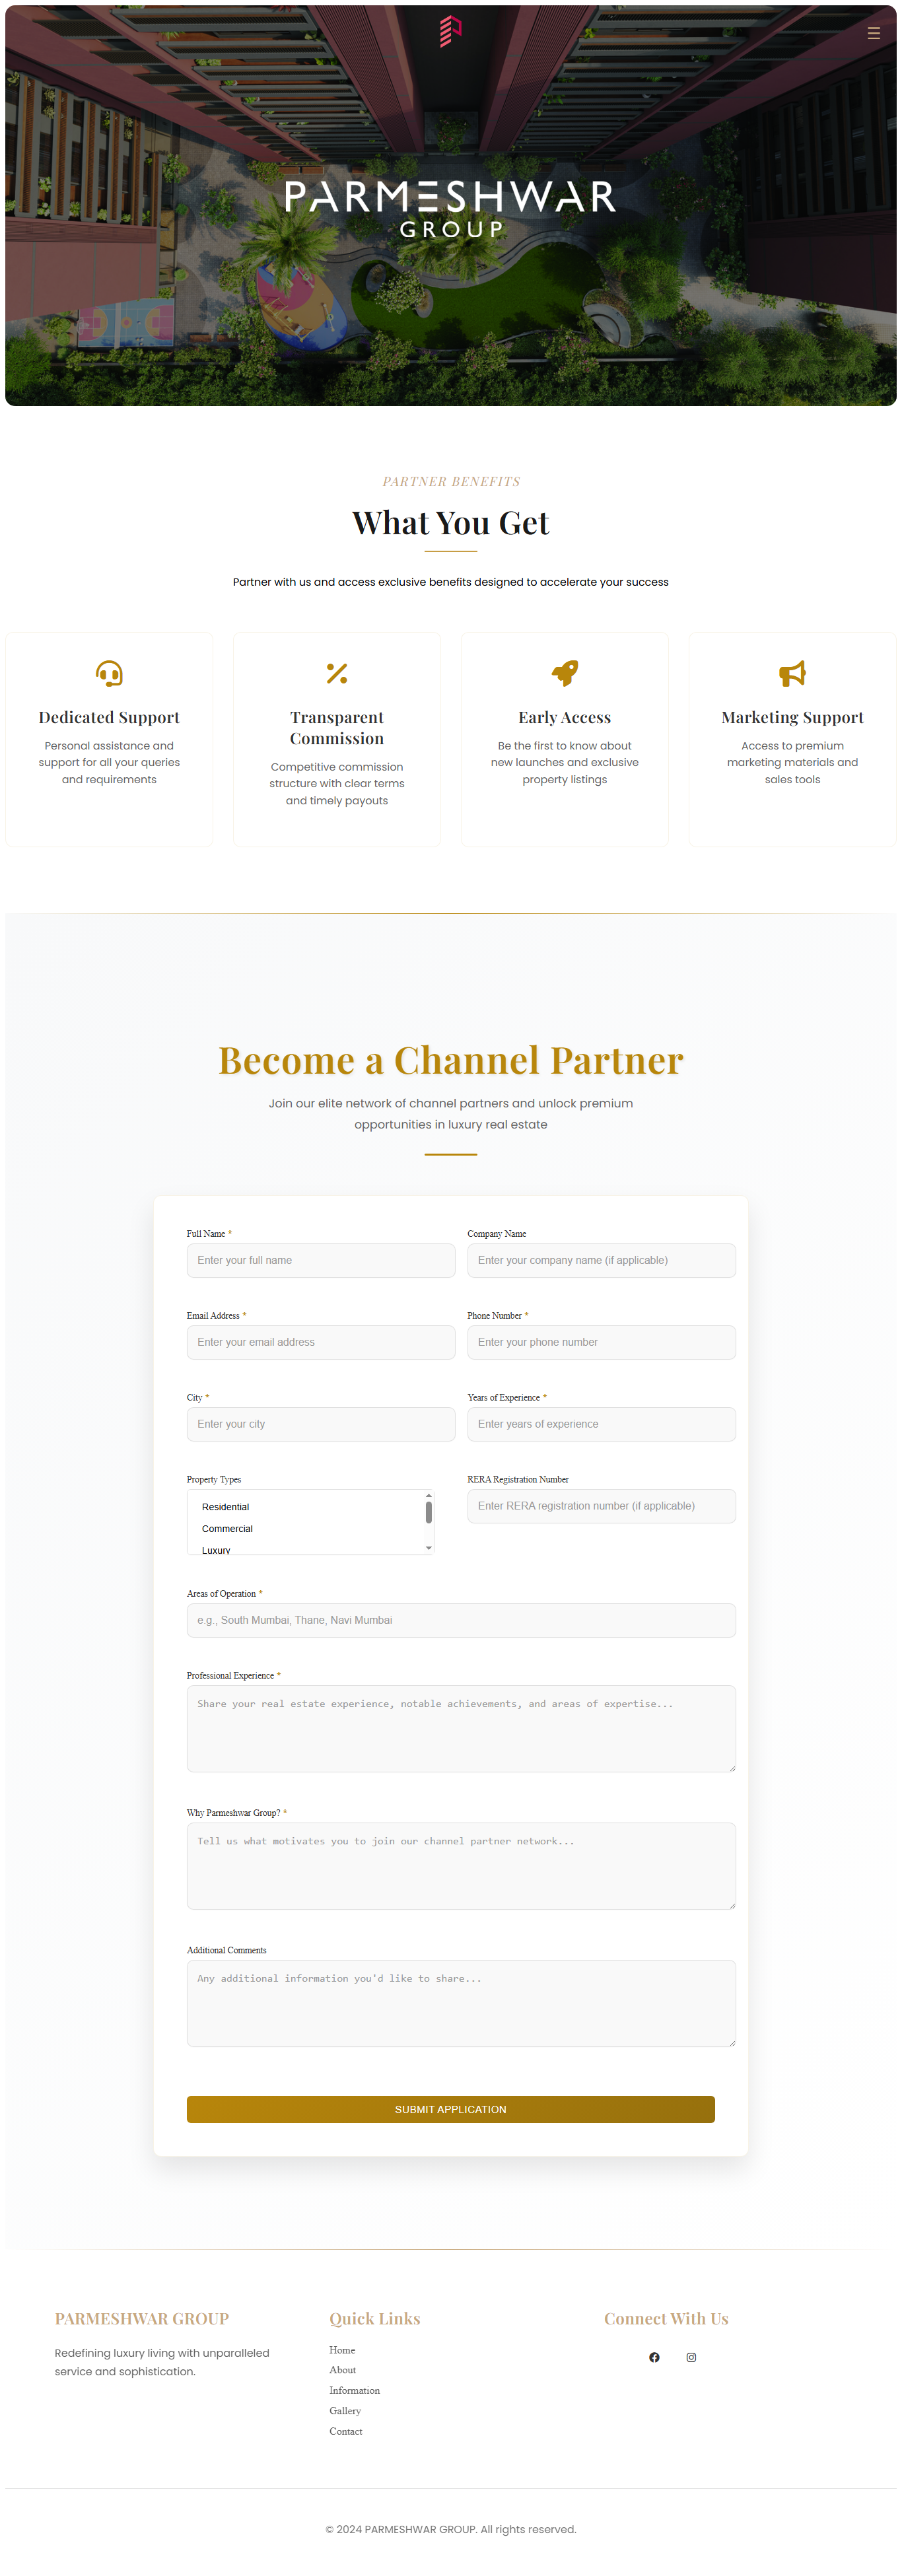 PARMESHWAR
GROUP
PARTNER BENEFITS
What You Get
Partner with us and access exclusive benefits designed to accelerate your success
Dedicated Support
Personal assistance and
support for all your queries
and requirements
Transparent
Commission
Competitive commission
structure with clear terms
and timely payouts
Early Access
Be the first to know about
new launches and exclusive
property listings
Marketing Support
Access to premium
marketing materials and
sales tools
Become a Channel Partner
Join our elite network of channel partners and unlock premium
opportunities in luxury real estate
Full Name *
Enter your full name
Company Name
Enter your company name (if applicable)
Email Address *
Enter your email address
Phone Number *
Enter your phone number
City *
Enter your city
Years of Experience *
Enter years of experience
Property Types
Residential
Commercial
Luxury
RERA Registration Number
Enter RERA registration number (if applicable)
Areas of Operation *
e.g., South Mumbai, Thane, Navi Mumbai
Professional Experience *
Share your real estate experience, notable achievements, and areas of expertise...
Why Parmeshwar Group? *
Tell us what motivates you to join our channel partner network...
Additional Comments
Any additional information you'd like to share...
SUBMIT APPLICATION
PARMESHWAR GROUP
Redefining luxury living with unparalleled
service and sophistication.
Quick Links
Home
About
Information
Gallery
Contact
Connect With Us
© 2024 PARMESHWAR GROUP. All rights reserved.